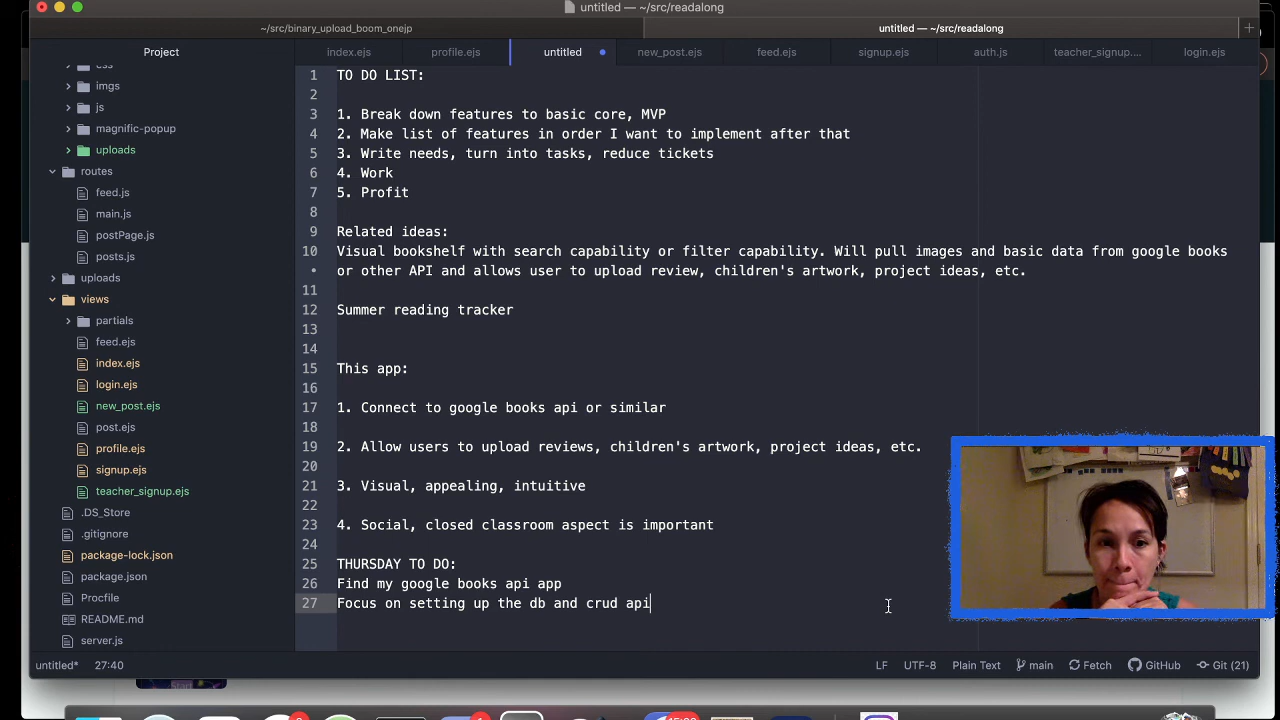 untitled — ~/src/readalong
~/src/binary_upload_boom_onejp
untitled — ~/src/readalong
Project
index.ejs
profile.ejs
untitled
new_post.ejs
feed.ejs
signup.ejs
auth.js
teacher_signup....
login.ejs
css
imgs
js
magnific-popup
uploads
routes
feed.js
main.js
postPage.js
posts.js
uploads
views
partials
feed.ejs
index.ejs
login.ejs
new_post.ejs
post.ejs
profile.ejs
signup.ejs
teacher_signup.ejs
.DS_Store
.gitignore
package-lock.json
package.json
Procfile
README.md
server.js
1 TO DO LIST:
2
3 1. Break down features to basic core, MVP
4 2. Make list of features in order I want to implement after that
5 3. Write needs, turn into tasks, reduce tickets
6 4. Work
7 5. Profit
8
9 Related ideas:
10 Visual bookshelf with search capability or filter capability. Will pull images and basic data from google books
• or other API and allows user to upload review, children's artwork, project ideas, etc.
11
12 Summer reading tracker
13
14
15 This app:
16
17 1. Connect to google books api or similar
18
19 2. Allow users to upload reviews, children's artwork, project ideas, etc.
20
21 3. Visual, appealing, intuitive
22
23 4. Social, closed classroom aspect is important
24
25 THURSDAY TO DO:
26 Find my google books api app
27 Focus on setting up the db and crud api
untitled* 27:40 LF UTF-8 Plain Text main Fetch GitHub Git (21)
Start